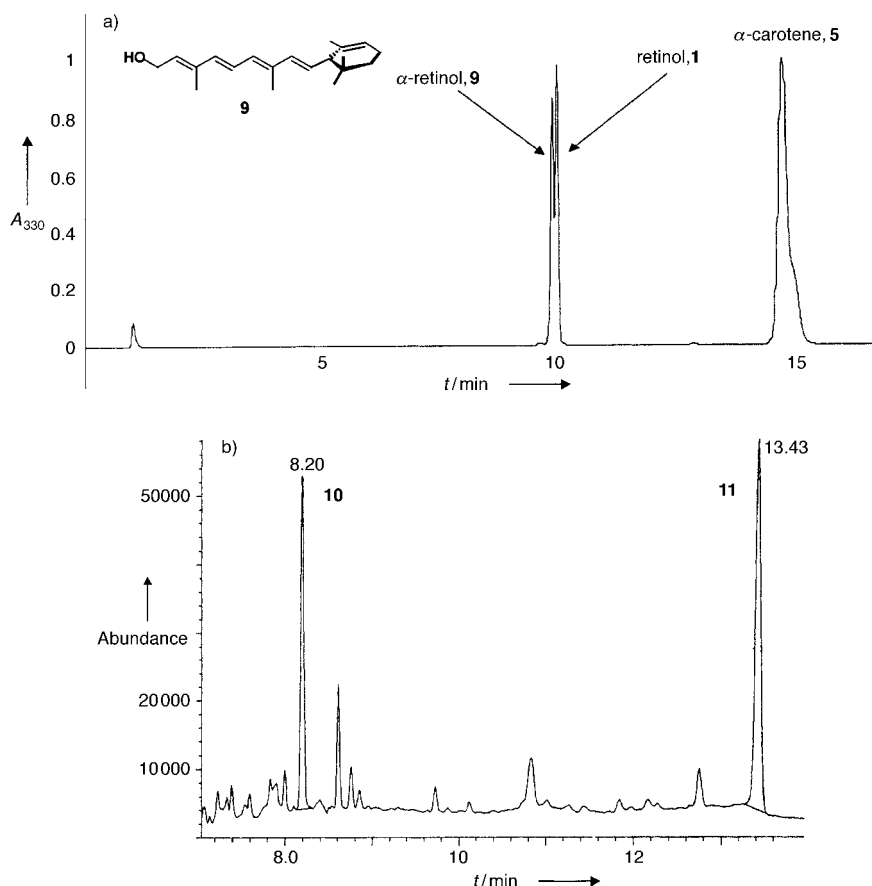 a)
HO
9
α-retinol, 9
retinol, 1
α-carotene, 5
1
0.8
0.6
A330
0.4
0.2
0
5
10
15
t/min
b)
8.20
10
13.43
11
50000
Abundance
20000
10000
8.0
10
12
t/min